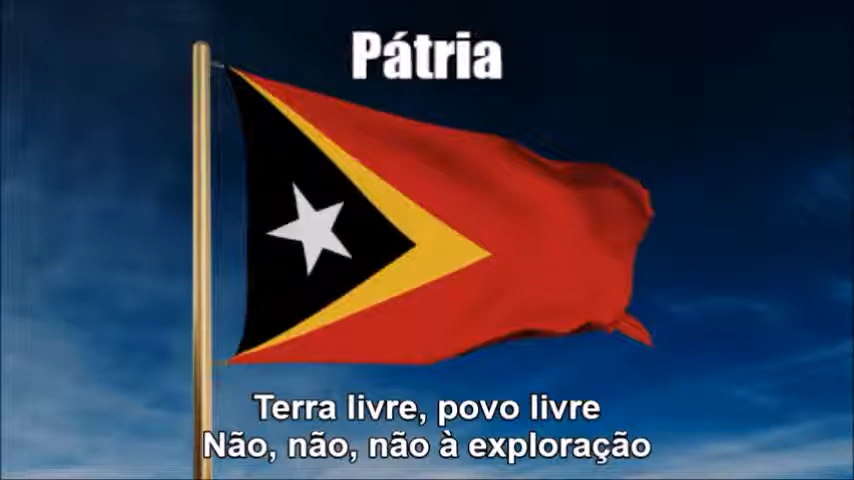 Pátria
Terra livre, povo livre
Não, não, não à exploração